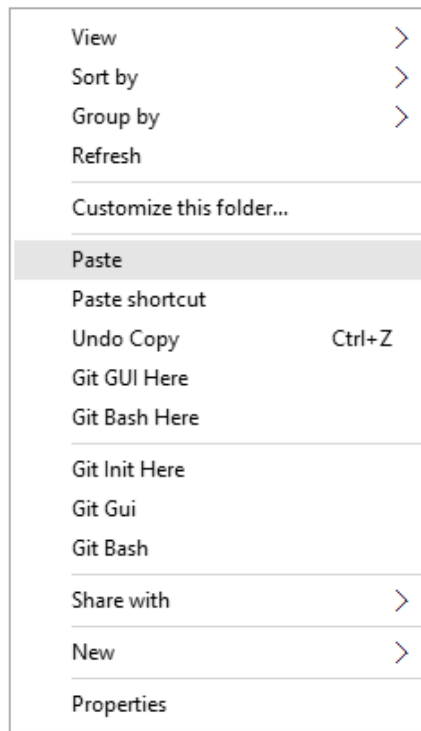 View
Sort by
Group by
Refresh
Customize this folder...
Paste
Paste shortcut
Undo Copy Ctrl+Z
Git GUI Here
Git Bash Here
Git Init Here
Git Gui
Git Bash
Share with
New
Properties